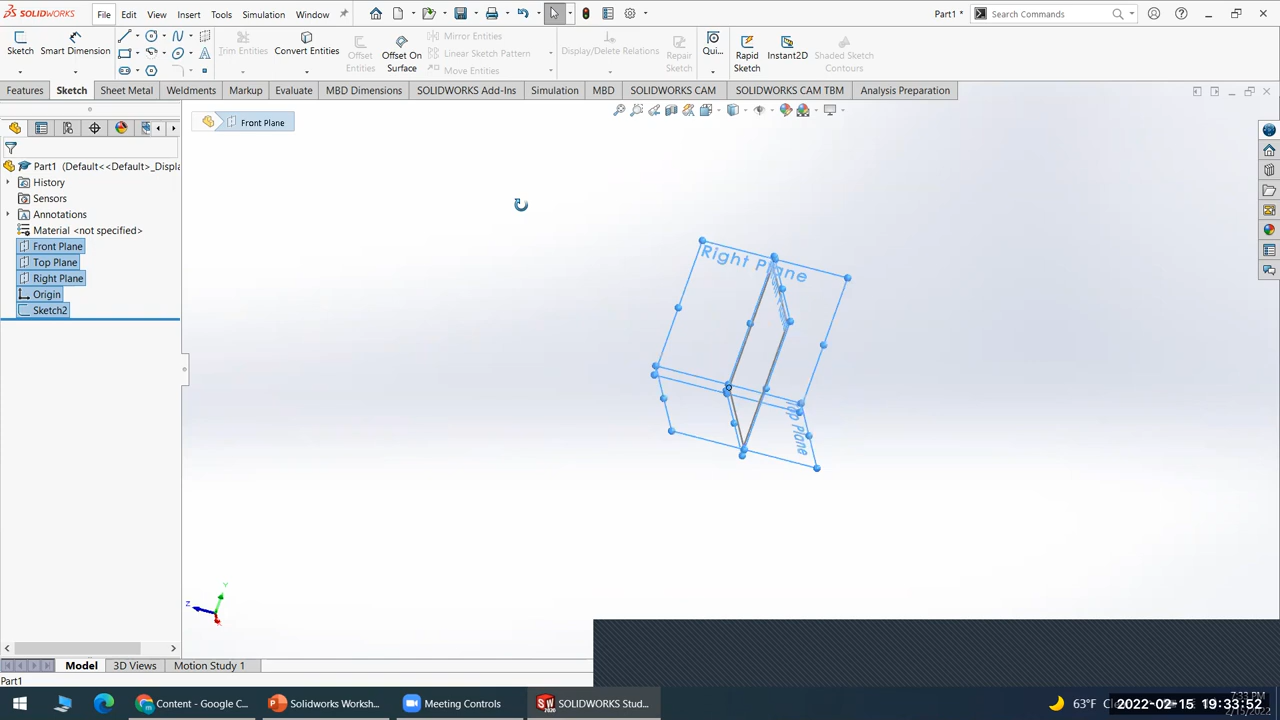 SOLIDWORKS File Edit View Insert Tools Simulation Window Part1 * Search Commands
Sketch Smart Dimension Trim Entities Convert Entities Offset Entities Offset On Surface Mirror Entities Linear Sketch Pattern Move Entities Display/Delete Relations Repair Sketch Qui... Rapid Sketch Instant2D Shaded Sketch Contours
Features Sketch Sheet Metal Weldments Markup Evaluate MBD Dimensions SOLIDWORKS Add-Ins Simulation MBD SOLIDWORKS CAM SOLIDWORKS CAM TBM Analysis Preparation
Front Plane
Part1 (Default<<Default>_Displa
History
Sensors
Annotations
Material <not specified>
Front Plane
Top Plane
Right Plane
Origin
Sketch2
Right Plane
Top Plane
Y
Z
Model 3D Views Motion Study 1
Part1
Content - Google C... Solidworks Worksh... Meeting Controls SOLIDWORKS Stud... 63°F 7:33 PM
2022-02-15 19:33:52